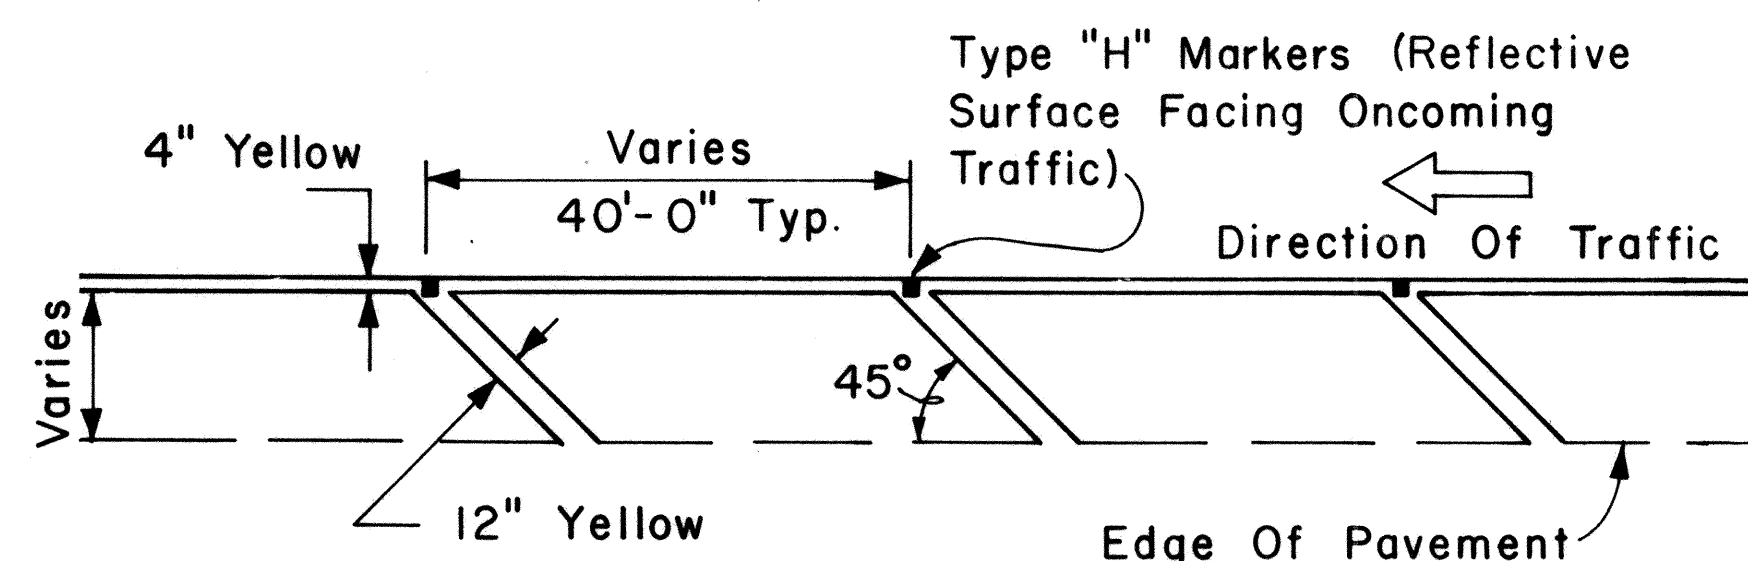 Type "H" Markers (Reflective
Surface Facing Oncoming
Traffic)
4" Yellow
Varies
40'-0" Typ.
Direction Of Traffic
Varies
45°
12" Yellow
Edge Of Pavement